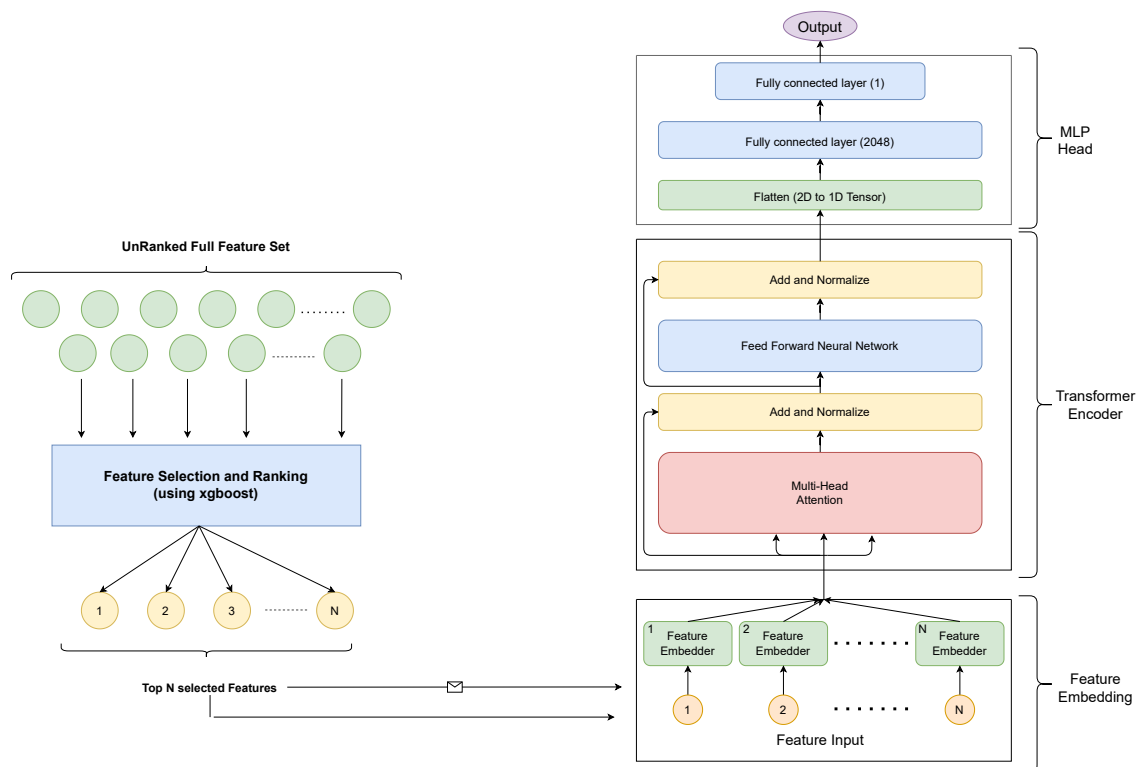 Output
Fully connected layer (1)
Fully connected layer (2048)
Flatten (2D to 1D Tensor)
MLP
Head
UnRanked Full Feature Set
Add and Normalize
Feed Forward Neural Network
Add and Normalize
Multi-Head
Attention
Transformer
Encoder
Feature Selection and Ranking
(using xgboost)
1 2 3 N
Top N selected Features
1 Feature
Embedder
2 Feature
Embedder
N Feature
Embedder
1 2 N
Feature Input
Feature
Embedding